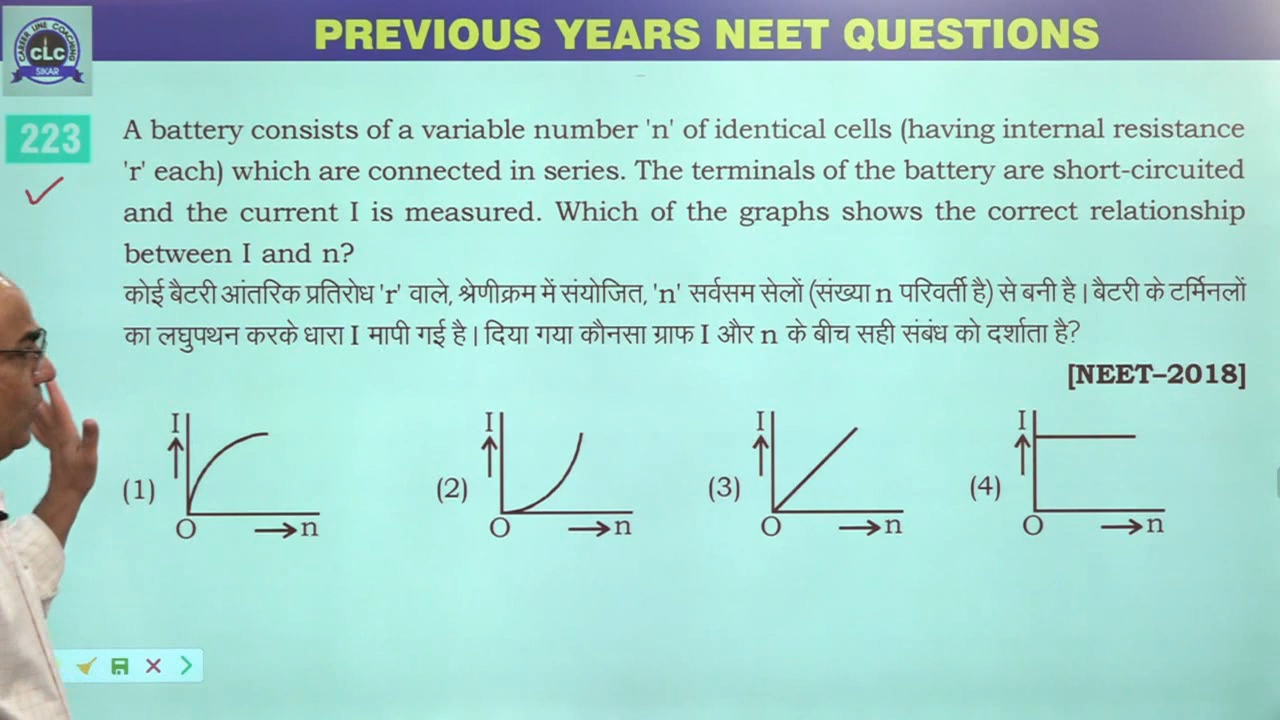 PREVIOUS YEARS NEET QUESTIONS
CAREER LINE COACHING
CLC
SIKAR
223
A battery consists of a variable number 'n' of identical cells (having internal resistance
'r' each) which are connected in series. The terminals of the battery are short-circuited
and the current I is measured. Which of the graphs shows the correct relationship
between I and n?
कोई बैटरी आंतरिक प्रतिरोध 'r' वाले, श्रेणीक्रम में संयोजित, 'n' सर्वसम सेलों (संख्या n परिवर्ती है) से बनी है। बैटरी के टर्मिनलों
का लघुपथन करके धारा I मापी गई है। दिया गया कौनसा ग्राफ I और n के बीच सही संबंध को दर्शाता है?
[NEET–2018]
(1) I O n
(2) I O n
(3) I O n
(4) I O n